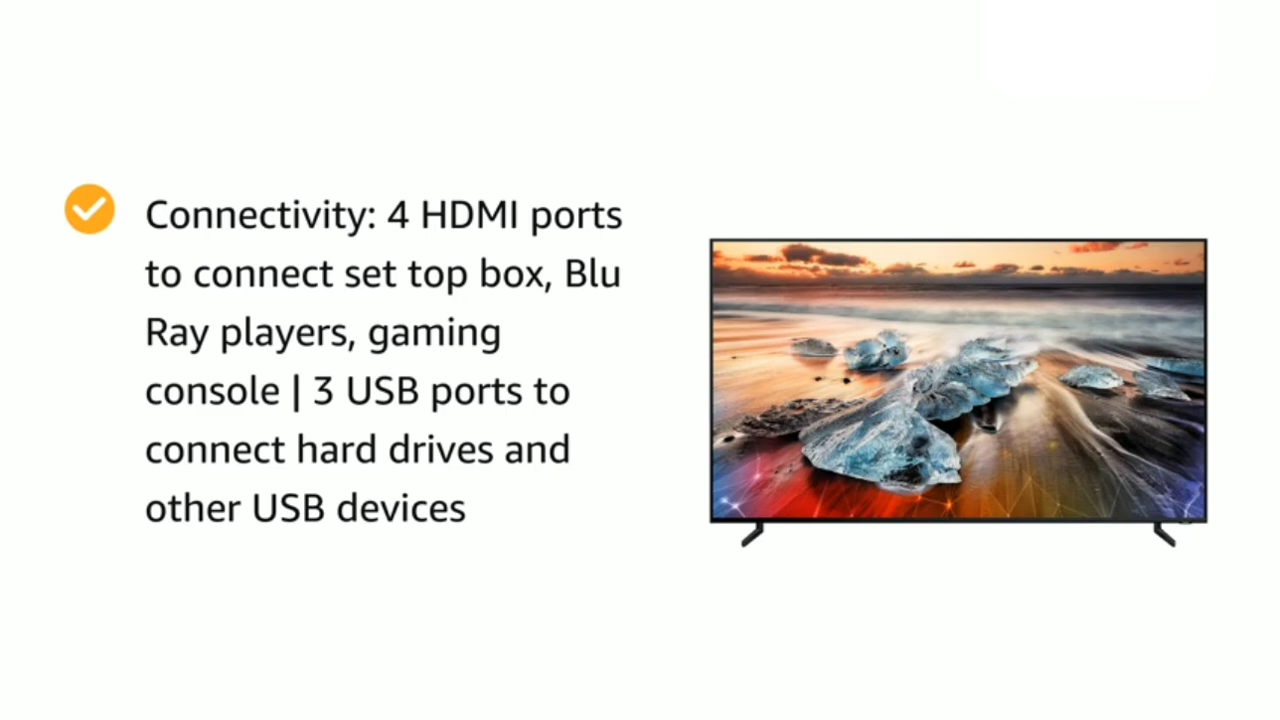 Connectivity: 4 HDMI ports
to connect set top box, Blu
Ray players, gaming
console | 3 USB ports to
connect hard drives and
other USB devices